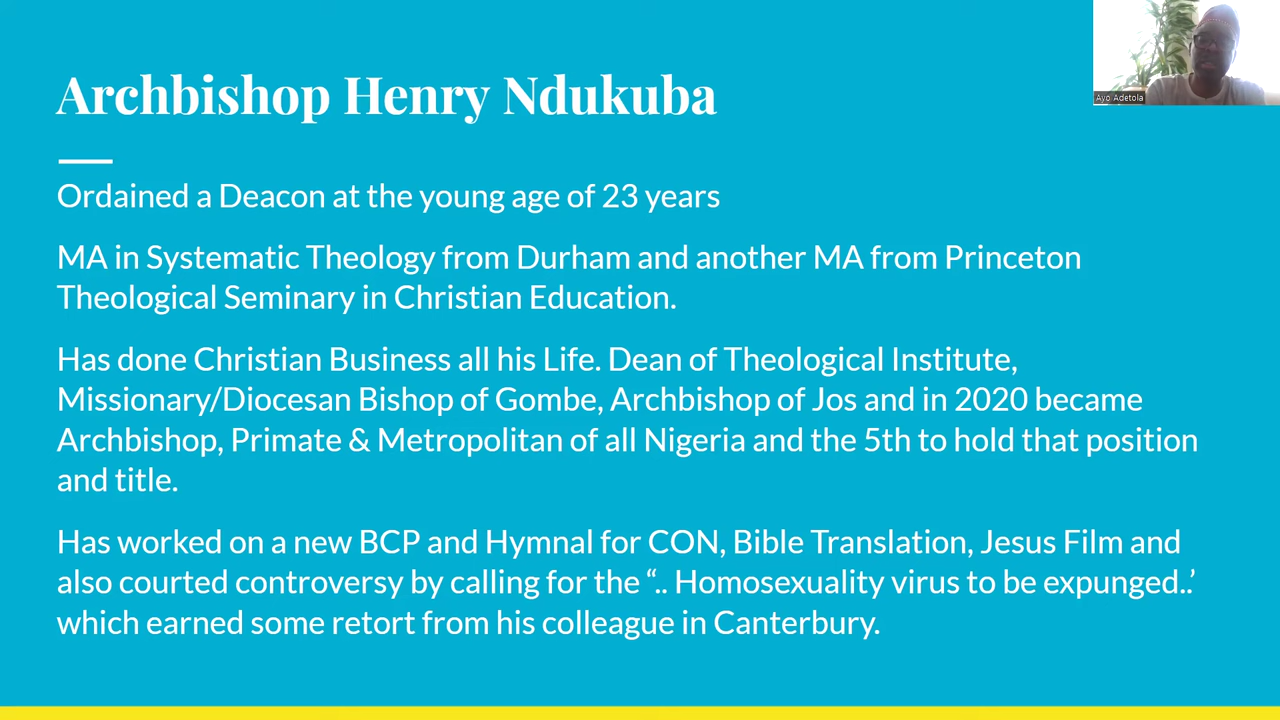 Archbishop Henry Ndukuba
Ayo Adetola
Ordained a Deacon at the young age of 23 years
MA in Systematic Theology from Durham and another MA from Princeton
Theological Seminary in Christian Education.
Has done Christian Business all his Life. Dean of Theological Institute,
Missionary/Diocesan Bishop of Gombe, Archbishop of Jos and in 2020 became
Archbishop, Primate & Metropolitan of all Nigeria and the 5th to hold that position
and title.
Has worked on a new BCP and Hymnal for CON, Bible Translation, Jesus Film and
also courted controversy by calling for the “.. Homosexuality virus to be expunged..’
which earned some retort from his colleague in Canterbury.